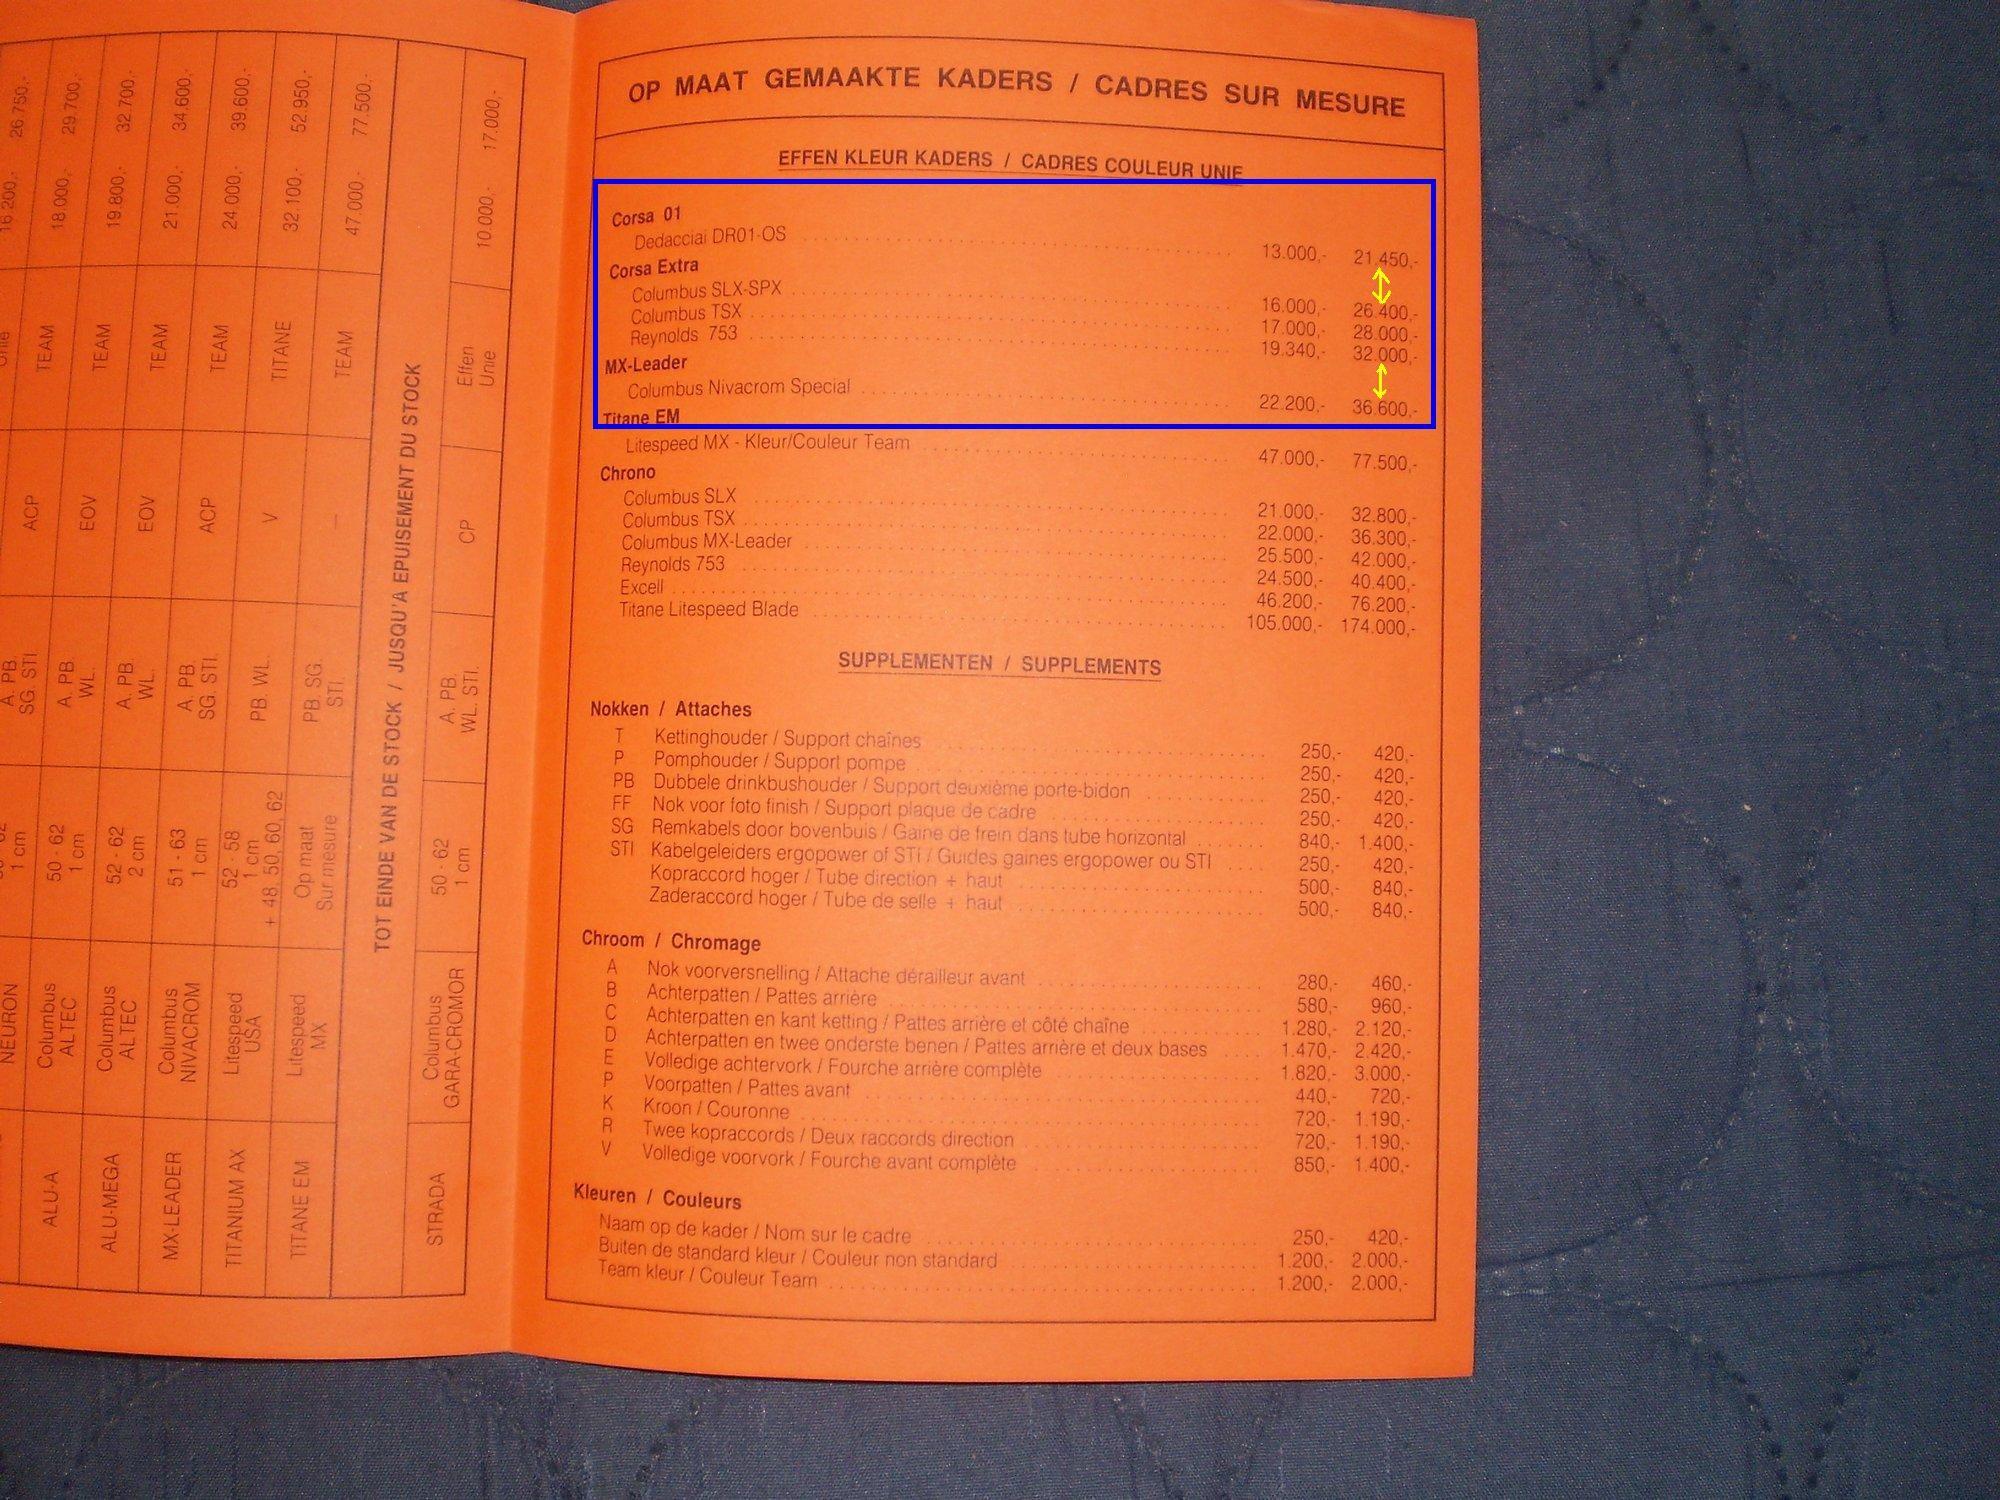 OP MAAT GEMAAKTE KADERS / CADRES SUR MESURE
EFFEN KLEUR KADERS / CADRES COULEUR UNIE
Corsa 01
Dedacciai DR01-OS 13.000,- 21.450,-
Corsa Extra
Columbus SLX-SPX 16.000,- 26.400,-
Columbus TSX 17.000,- 28.000,-
Reynolds 753 19.340,- 32.000,-
MX-Leader
Columbus Nivacrom Special 22.200,- 36.600,-
Titane EM
Litespeed MX - Kleur/Couleur Team 47.000,- 77.500,-
Chrono
Columbus SLX 21.000,- 32.800,-
Columbus TSX 22.000,- 36.300,-
Columbus MX-Leader 25.500,- 42.000,-
Reynolds 753 24.500,- 40.400,-
Excell 46.200,- 76.200,-
Titane Litespeed Blade 105.000,- 174.000,-
SUPPLEMENTEN / SUPPLEMENTS
Nokken / Attaches
T Kettinghouder / Support chaînes 250,- 420,-
P Pomphouder / Support pompe 250,- 420,-
PB Dubbele drinkbushouder / Support deuxième porte-bidon 250,- 420,-
FF Nok voor foto finish / Support plaque de cadre 250,- 420,-
SG Remkabels door bovenbuis / Gaine de frein dans tube horizontal 840,- 1.400,-
STI Kabelgeleiders ergopower of STI / Guides gaines ergopower ou STI 250,- 420,-
Kopraccord hoger / Tube direction + haut 500,- 840,-
Zaderaccord hoger / Tube de selle + haut 500,- 840,-
Chroom / Chromage
A Nok voorversnelling / Attache dérailleur avant 280,- 460,-
B Achterpatten / Pattes arrière 580,- 960,-
C Achterpatten en kant ketting / Pattes arrière et côté chaîne 1.280,- 2.120,-
D Achterpatten en twee onderste benen / Pattes arrière et deux bases 1.470,- 2.420,-
E Volledige achtervork / Fourche arrière complète 1.820,- 3.000,-
P Voorpatten / Pattes avant 440,- 720,-
K Kroon / Couronne 720,- 1.190,-
R Twee kopraccords / Deux raccords direction 720,- 1.190,-
V Volledige voorvork / Fourche avant complète 850,- 1.400,-
Kleuren / Couleurs
Naam op de kader / Nom sur le cadre 250,- 420,-
Buiten de standard kleur / Couleur non standard 1.200,- 2.000,-
Team kleur / Couleur Team 1.200,- 2.000,-
NEURON 1 cm A. PB. SG. STI 16.200,- 26.750,-
ALU-A Columbus ALTEC 50 - 62 1 cm A. PB. WL. ACP TEAM 18.000,- 29.700,-
ALU-MEGA Columbus ALTEC 52 - 62 2 cm A. PB. WL. EOV TEAM 19.800,- 32.700,-
MX-LEADER Columbus NIVACROM 51 - 63 1 cm A. PB. SG. STI. EOV TEAM 21.000,- 34.600,-
TITANIUM AX Litespeed USA 52 - 58 1 cm + 48, 50, 60, 62 PB. WL. ACP TEAM 24.000,- 39.600,-
V TITANE 32.100,- 52.950,-
TITANE EM Litespeed MX Op maat Sur mesure PB. SG. STI. – TEAM 47.000,- 77.500,-
TOT EINDE VAN DE STOCK / JUSQU'A EPUISEMENT DU STOCK
STRADA Columbus GARA-CROMOR 50 - 62 1 cm A. PB. WL. STI. CP Effen Unie 10.000,- 17.000,-